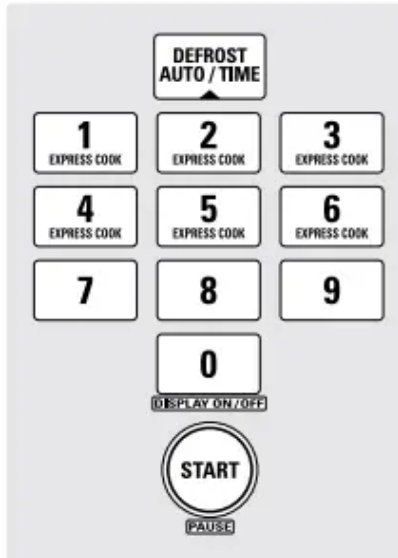 DEFROST
AUTO / TIME
1 2 3
EXPRESS COOK EXPRESS COOK EXPRESS COOK
4 5 6
EXPRESS COOK EXPRESS COOK EXPRESS COOK
7 8 9
0
DISPLAY ON/OFF
START
PAUSE